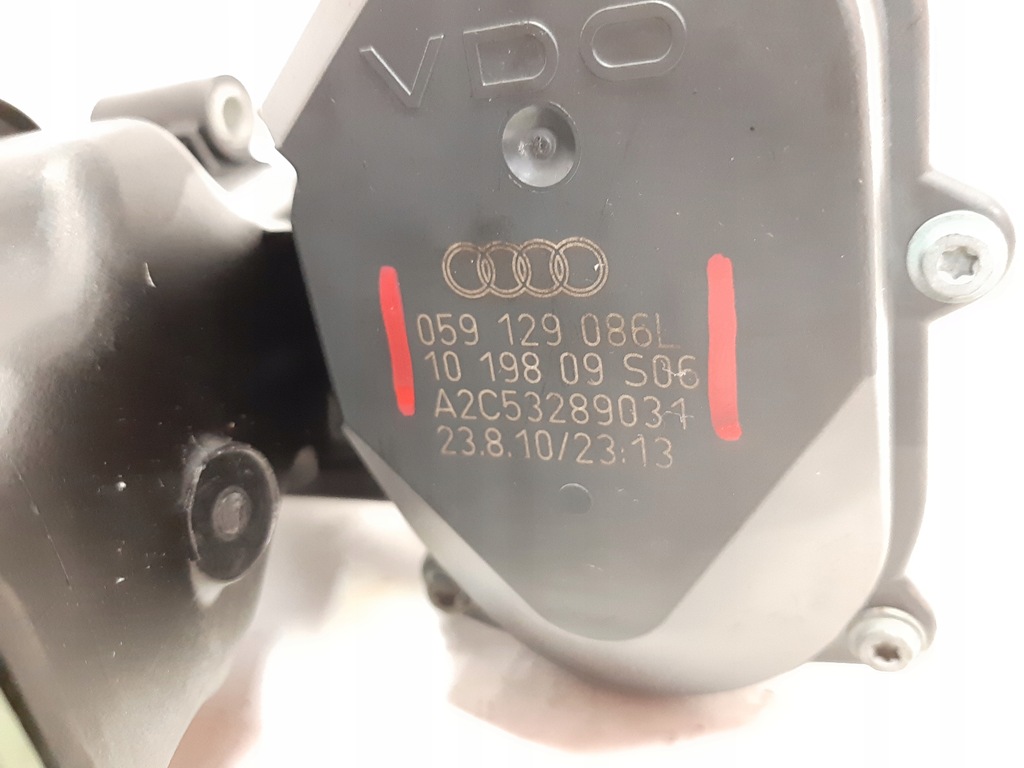 VDO
059 129 086L
10 198 09 S06
A2C53289031
23.8.10/23:13